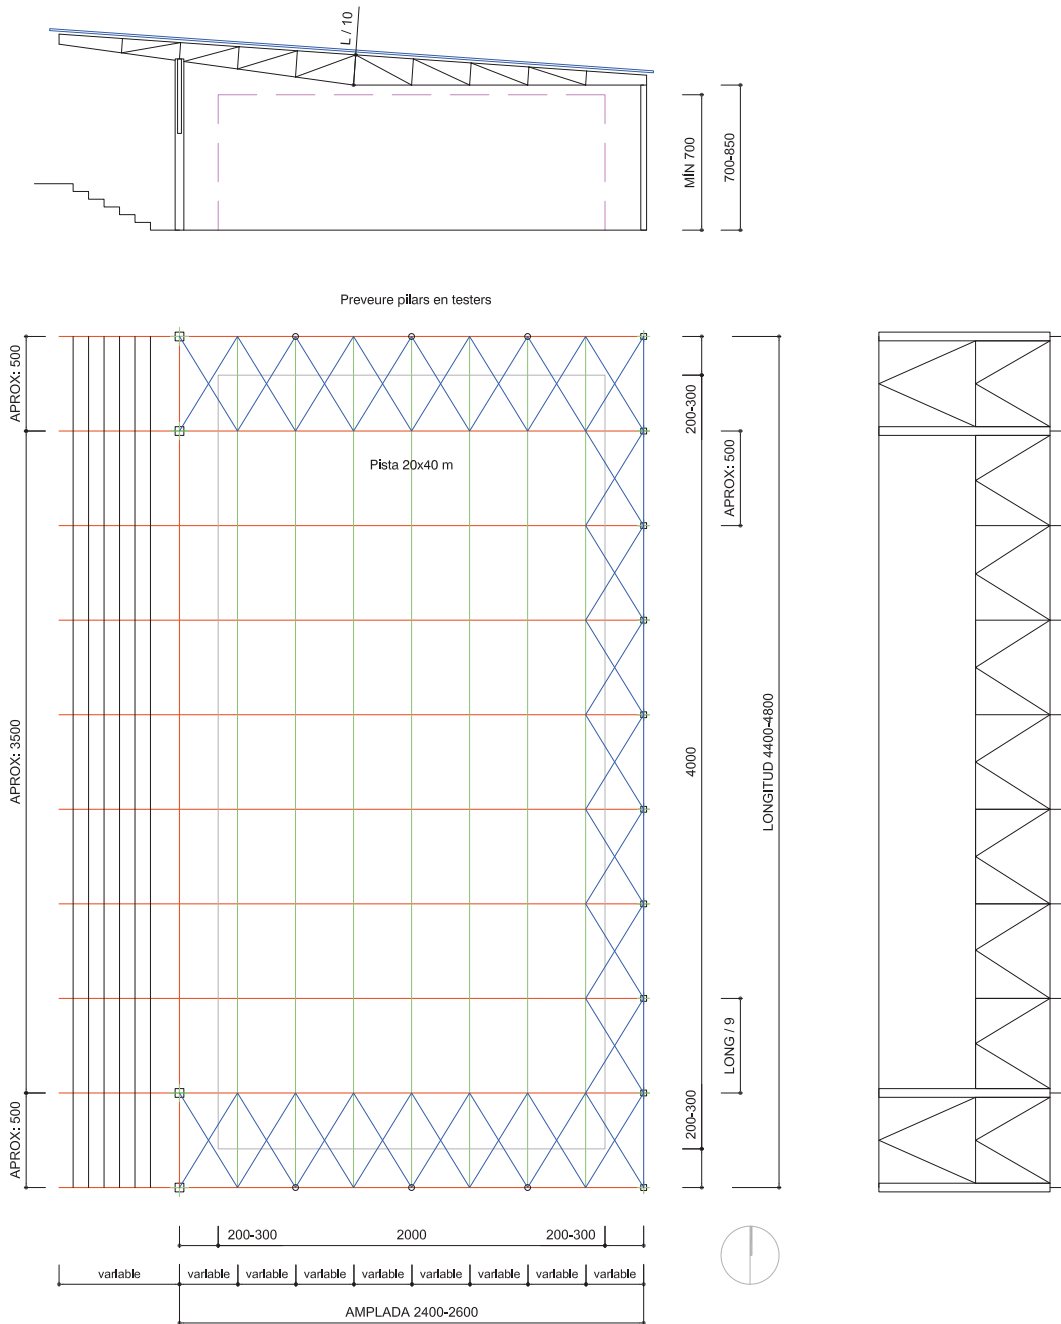 L / 10
MÍN 700
700-850
Preveure pilars en testers
APROX: 500
200-300
Pista 20x40 m
APROX: 500
APROX: 3500
4000
LONGITUD 4400-4800
LONG / 9
APROX: 500
200-300
200-300 2000 200-300
variable variable variable variable variable variable variable variable variable
AMPLADA 2400-2600